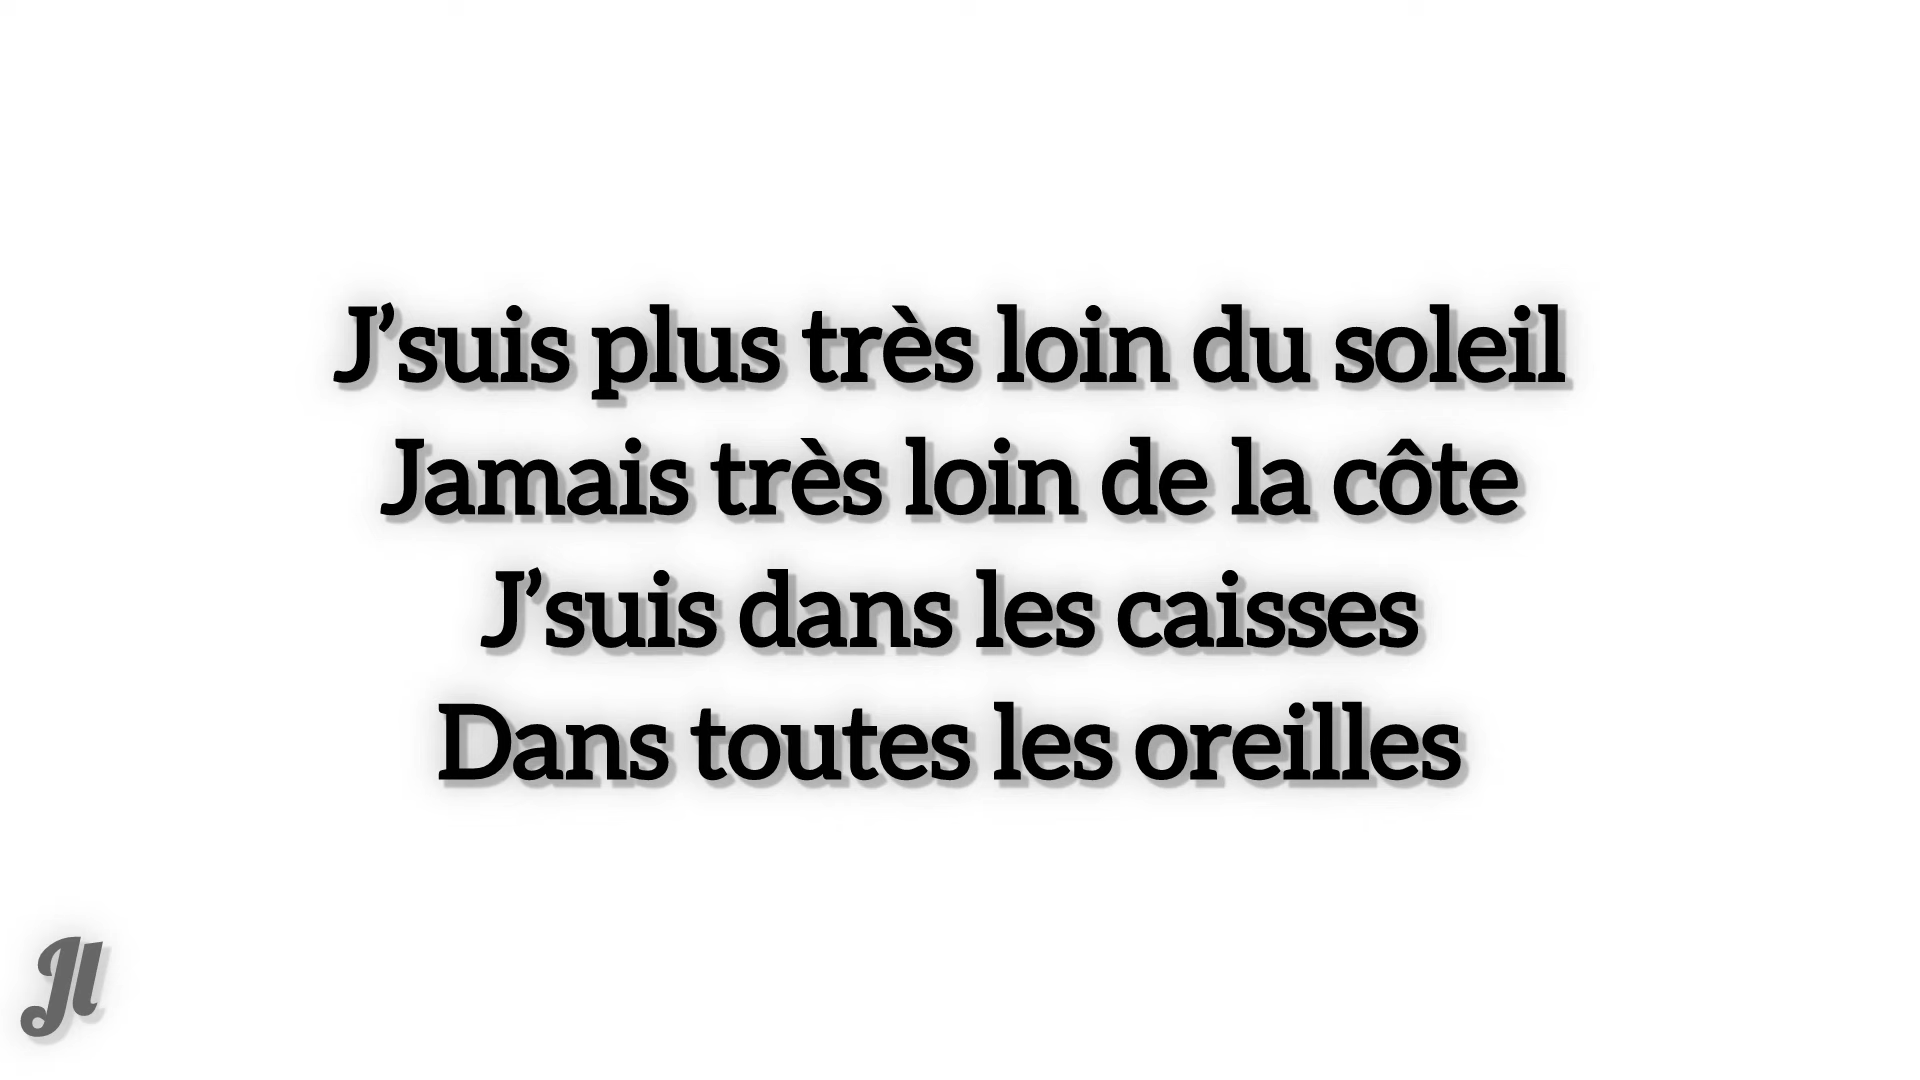 J’suis plus très loin du soleil
Jamais très loin de la côte
J’suis dans les caisses
Dans toutes les oreilles
Jl